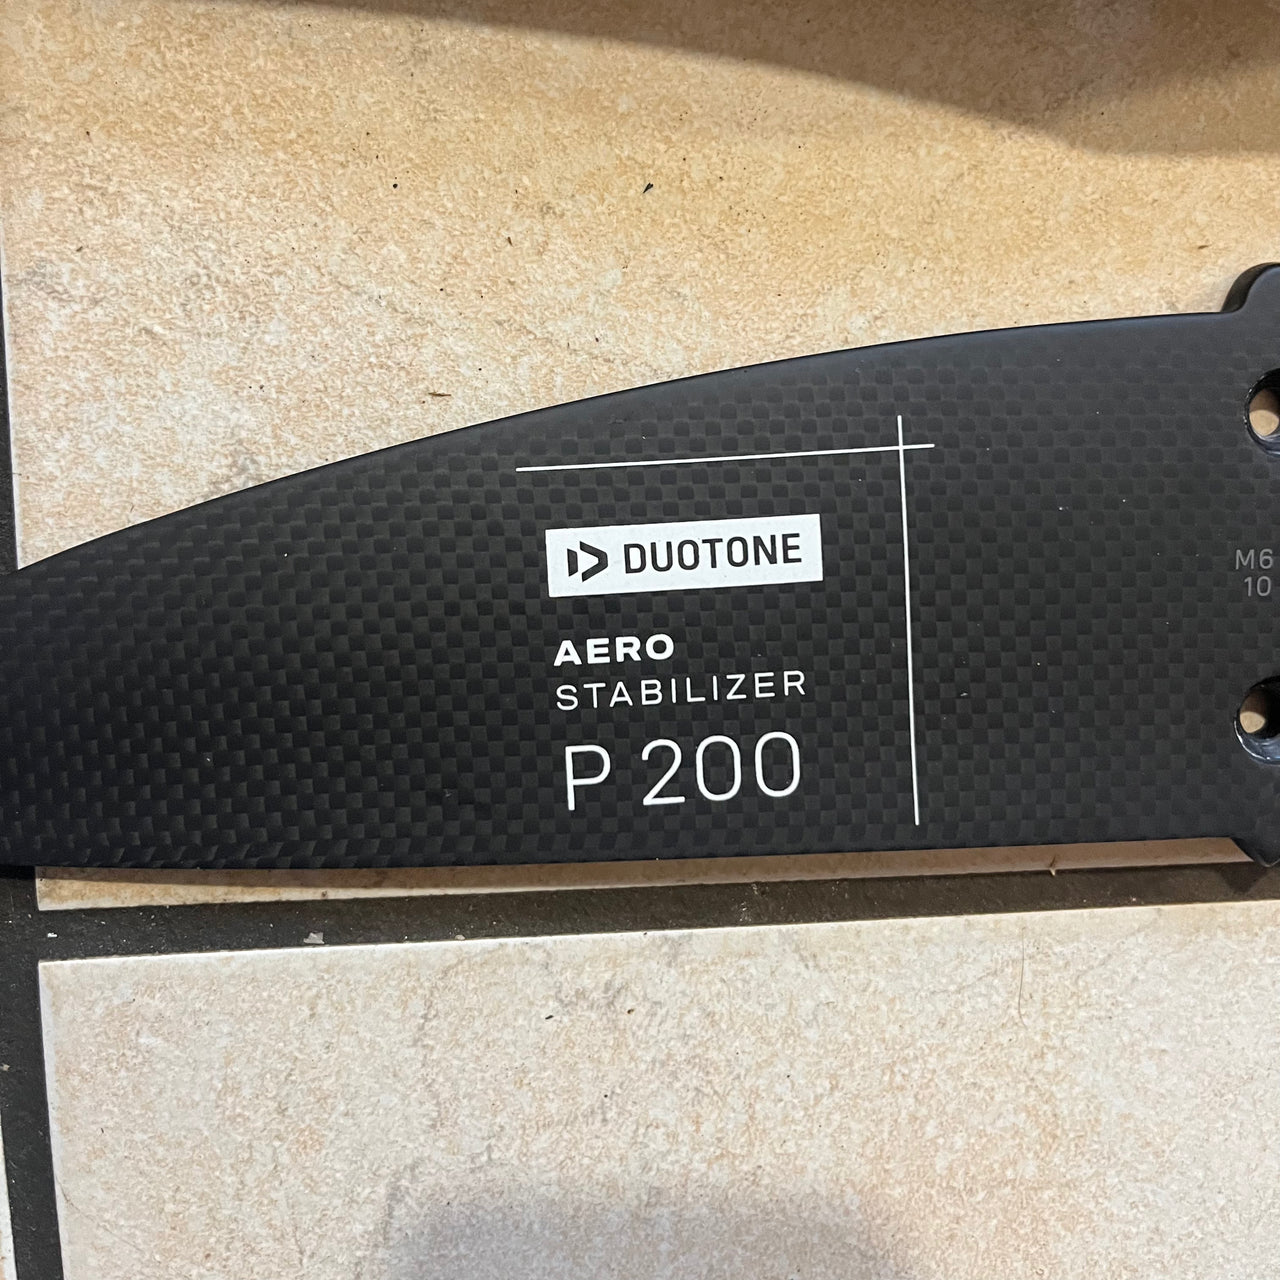 DUOTONE
AERO
STABILIZER
P 200
M6
10